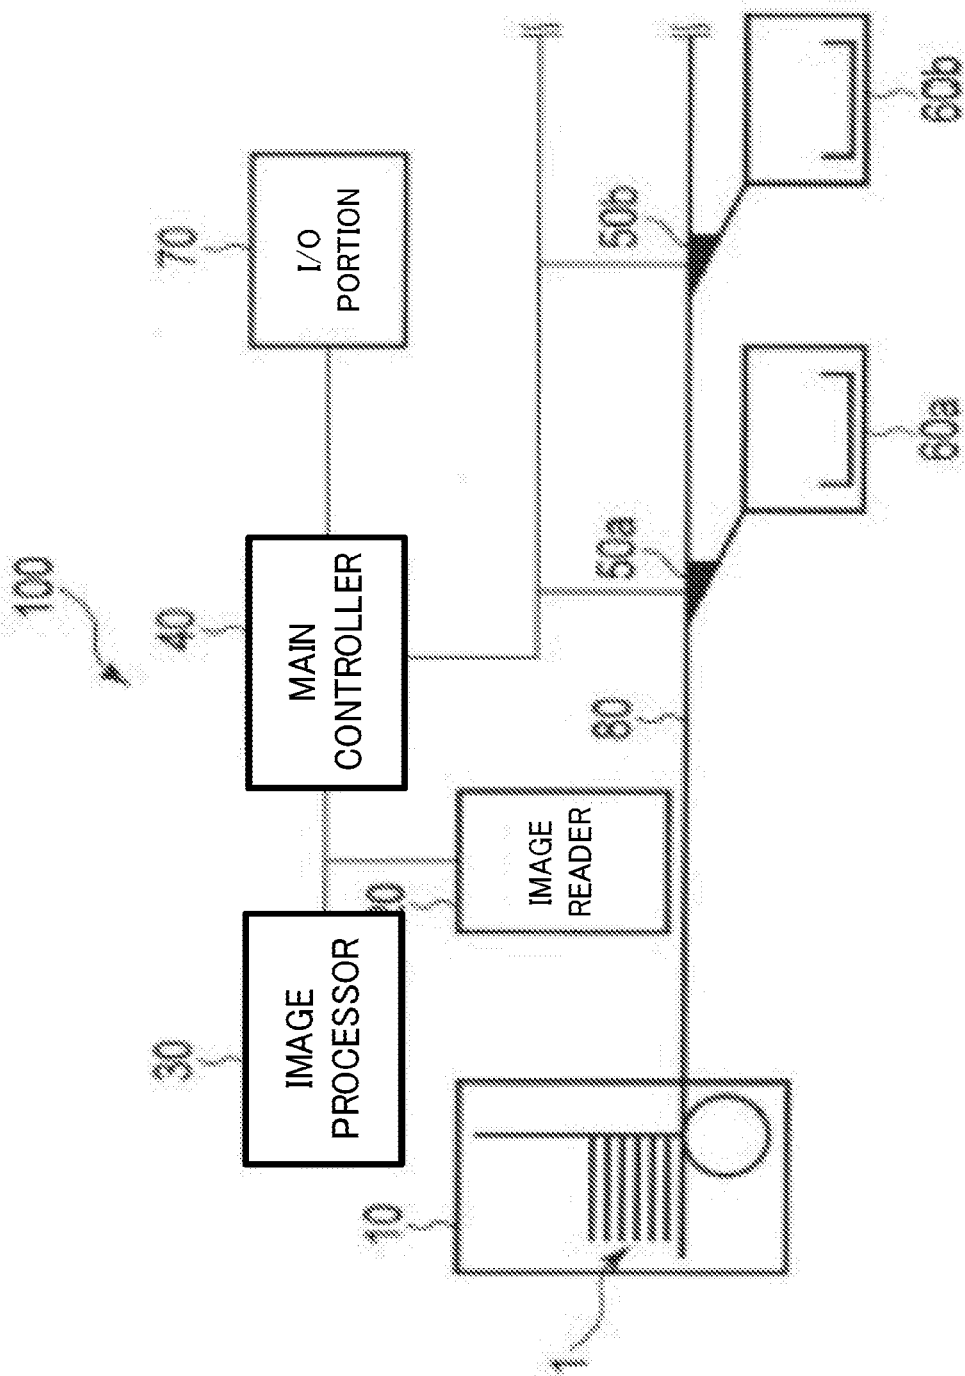 100
30
40
70
IMAGE
PROCESSOR
MAIN
CONTROLLER
I/O
PORTION
10
IMAGE
READER
1
80
50a
50b
60a
60b